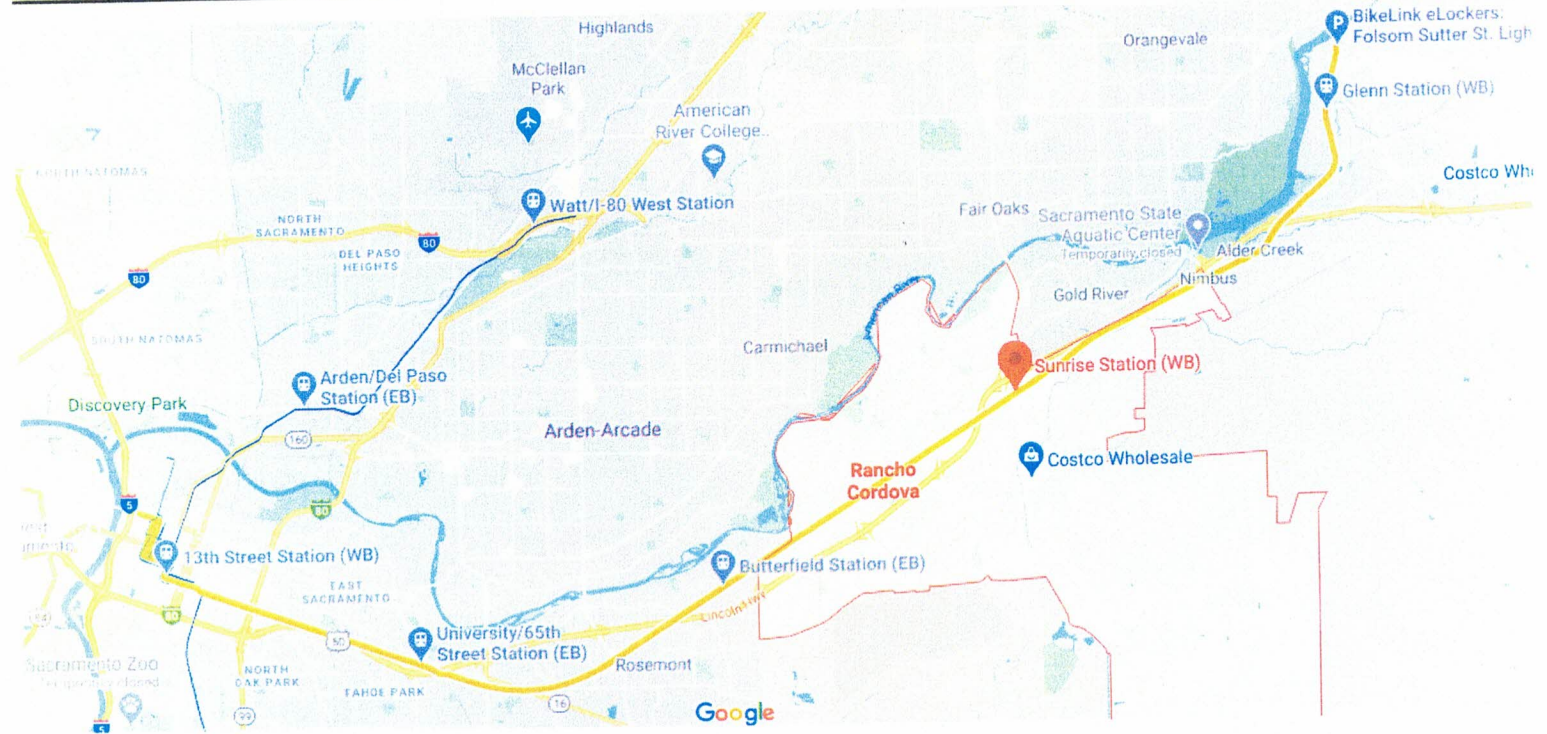 Highlands
Orangevale
BikeLink eLockers:
Folsom Sutter St. Ligh
McClellan
Park
Glenn Station (WB)
American
River College..
Costco Wh
NORTH NATOMAS
Watt/I-80 West Station
Fair Oaks
Sacramento State
Aquatic Center
Temporarily closed
NORTH
SACRAMENTO
80
DEL PASO
HEIGHTS
Alder Creek
80
Nimbus
Gold River
SOUTH NATOMAS
Carmichael
Sunrise Station (WB)
Arden/Del Paso
Station (EB)
Discovery Park
160
Arden-Arcade
Costco Wholesale
Rancho
Cordova
5
80
13th Street Station (WB)
Butterfield Station (EB)
EAST
SACRAMENTO
Lincoln Hwy
80
50
University/65th
Street Station (EB)
Rosemont
Sacramento Zoo
NORTH
OAK PARK
TAHOE PARK
16
99
5
Google